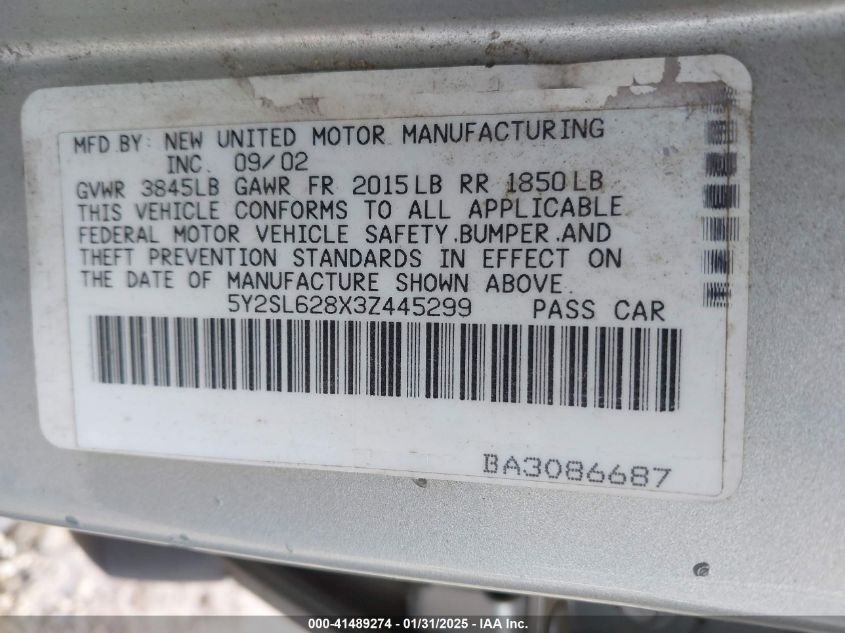 MFD BY: NEW UNITED MOTOR MANUFACTURING
INC. 09/02
GVWR 3845LB GAWR FR 2015LB RR 1850LB
THIS VEHICLE CONFORMS TO ALL APPLICABLE
FEDERAL MOTOR VEHICLE SAFETY,BUMPER,AND
THEFT PREVENTION STANDARDS IN EFFECT ON
THE DATE OF MANUFACTURE SHOWN ABOVE.
5Y2SL628X3Z445299 PASS CAR
BA3086687
000-41489274 - 01/31/2025 - IAA Inc.